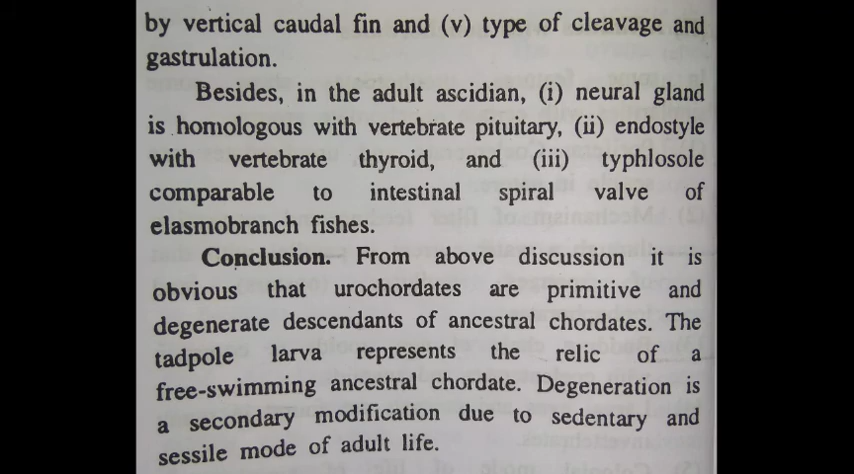 by vertical caudal fin and (v) type of cleavage and
gastrulation.
Besides, in the adult ascidian, (i) neural gland
is homologous with vertebrate pituitary, (ii) endostyle
with vertebrate thyroid, and (iii) typhlosole
comparable to intestinal spiral valve of
elasmobranch fishes.
Conclusion. From above discussion it is
obvious that urochordates are primitive and
degenerate descendants of ancestral chordates. The
tadpole larva represents the relic of a
free-swimming ancestral chordate. Degeneration is
a secondary modification due to sedentary and
sessile mode of adult life.